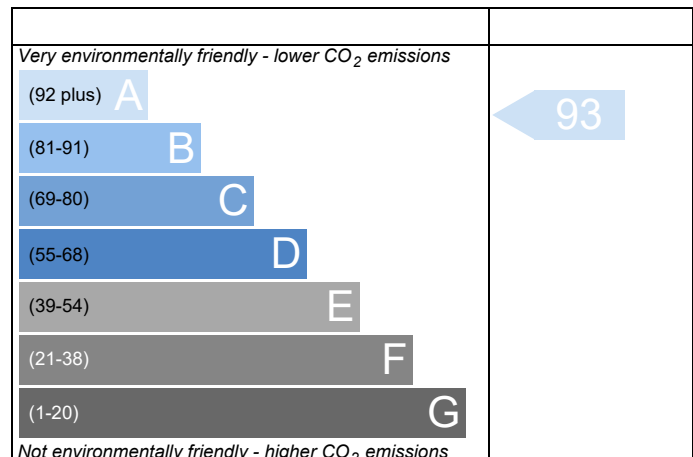 Very environmentally friendly - lower CO₂ emissions
(92 plus) A
93
(81-91) B
(69-80) C
(55-68) D
(39-54) E
(21-38) F
(1-20) G
Not environmentally friendly - higher CO₂ emissions